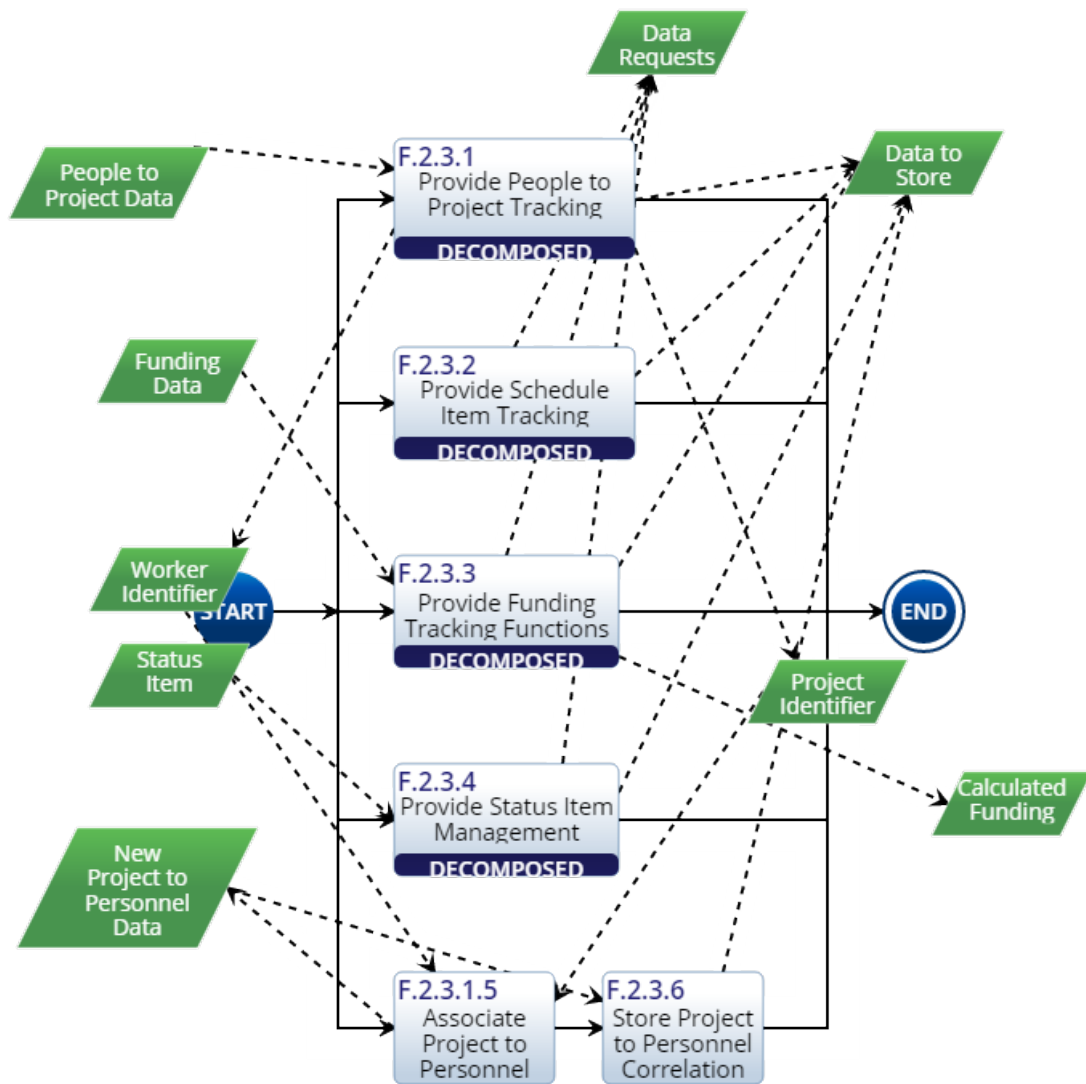 Data
Requests
People to
Project Data
F.2.3.1
Provide People to
Project Tracking
DECOMPOSED
Data to
Store
Funding
Data
F.2.3.2
Provide Schedule
Item Tracking
DECOMPOSED
Worker
Identifier
START
F.2.3.3
Provide Funding
Tracking Functions
DECOMPOSED
END
Status
Item
Project
Identifier
F.2.3.4
Provide Status Item
Management
DECOMPOSED
Calculated
Funding
New
Project to
Personnel
Data
F.2.3.1.5
Associate
Project to
Personnel
F.2.3.6
Store Project
to Personnel
Correlation